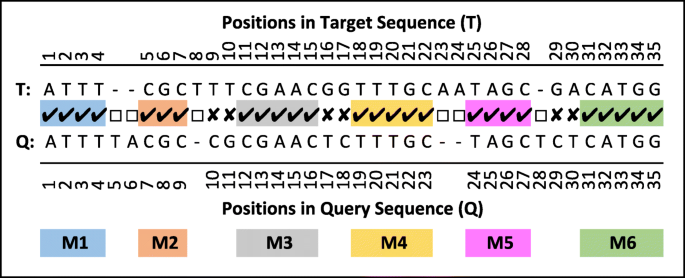 Positions in Target Sequence (T)
1 2 3 4 5 6 7 8 9 10 11 12 13 14 15 16 17 18 19 20 21 22 23 24 25 26 27 28 29 30 31 32 33 34 35
T: A T T T - - C G C T T T C G A A C G G T T T G C A A T A G C - G A C A T G G
✓✓✓✓□□✓✓✓□✗✗✓✓✓✓✓✗✗✓✓✓✓✓□□✓✓✓✓□✗✗✓✓✓✓✓
Q: A T T T T A C G C - C G C G A A C T C T T T G C - - T A G C T C T C A T G G
1 2 3 4 5 6 7 8 9 10 11 12 13 14 15 16 17 18 19 20 21 22 23 24 25 26 27 28 29 30 31 32 33 34 35
Positions in Query Sequence (Q)
M1 M2 M3 M4 M5 M6